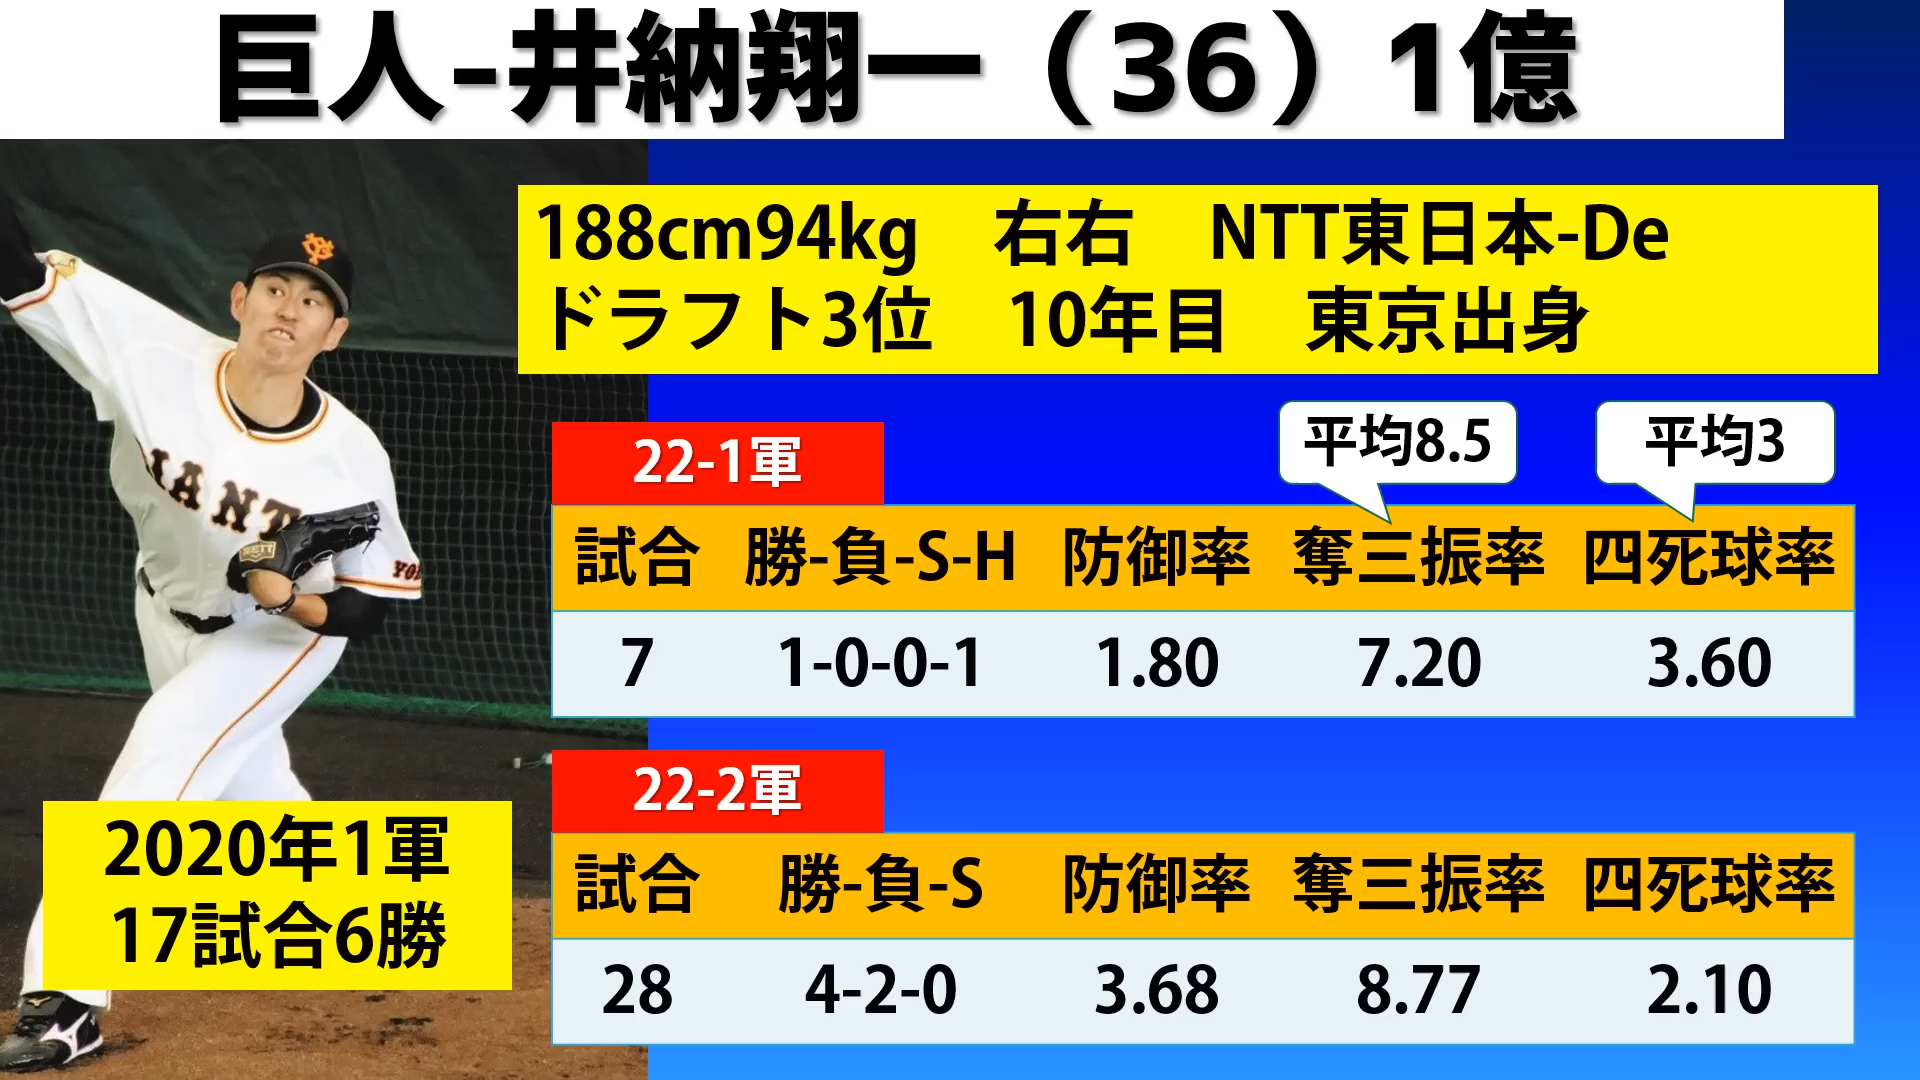 巨人-井納翔一（36）1億
188cm94kg　右右　NTT東日本-De
ドラフト3位　10年目　東京出身
22-1軍
平均8.5
平均3
試合 勝-負-S-H 防御率 奪三振率 四死球率
7 1-0-0-1 1.80 7.20 3.60
22-2軍
試合 勝-負-S 防御率 奪三振率 四死球率
28 4-2-0 3.68 8.77 2.10
2020年1軍
17試合6勝
IANT
ZETT
YO